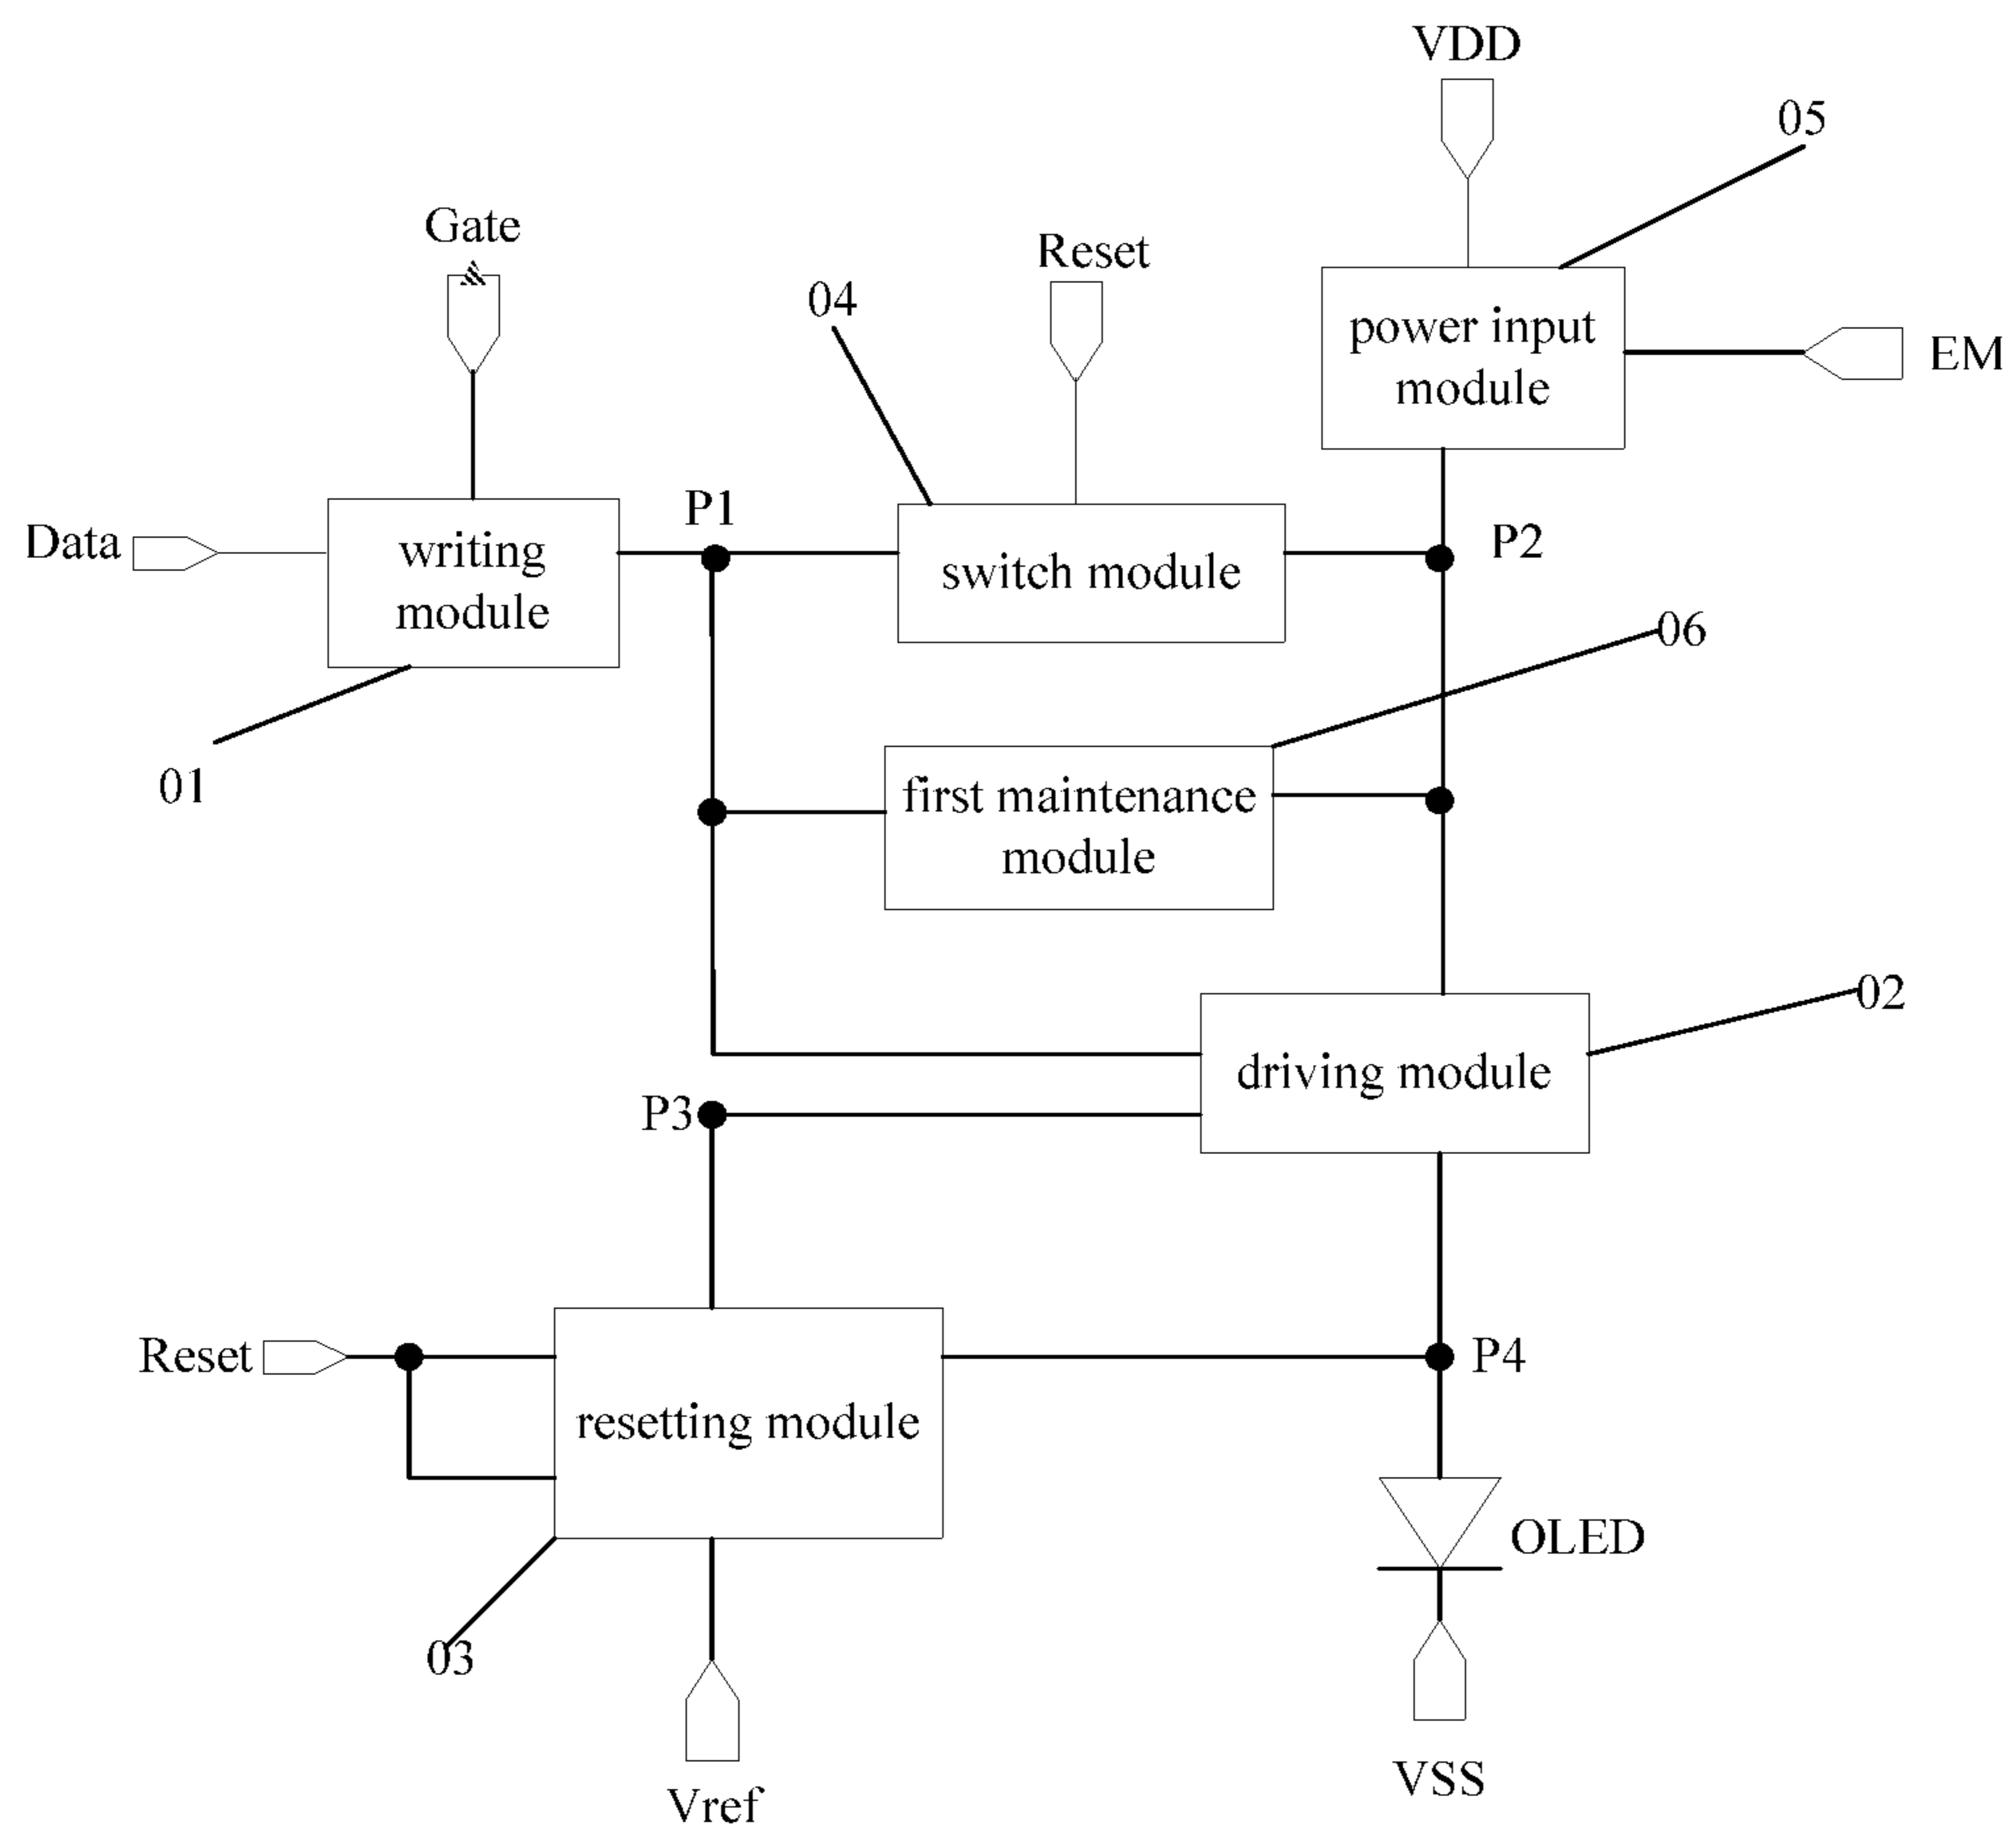 VDD
05
Gate
Reset
04
power input
module
EM
Data
writing
module
P1
switch module
P2
06
01
first maintenance
module
02
driving module
P3
Reset
P4
resetting module
OLED
03
VSS
Vref